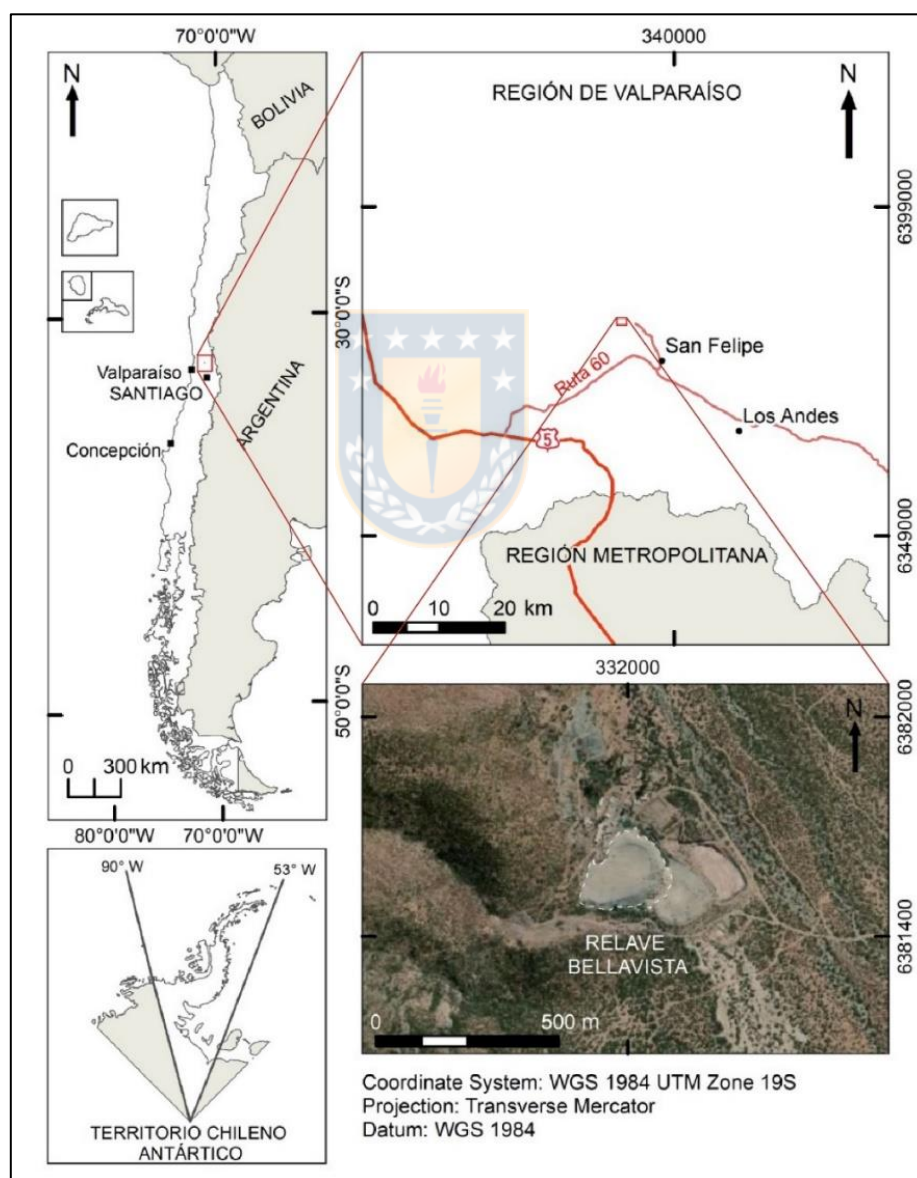 70°0'0"W
N
BOLIVIA
30°0'0"S
Valparaíso
SANTIAGO
ARGENTINA
Concepción
50°0'0"S
0 300 km
80°0'0"W 70°0'0"W
340000
REGIÓN DE VALPARAÍSO
N
6399000
San Felipe
Ruta 60
Los Andes
5
6349000
REGIÓN METROPOLITANA
0 10 20 km
332000
N
6382000
RELAVE
BELLAVISTA
6381400
0 500 m
90° W 53° W
TERRITORIO CHILENO
ANTÁRTICO
Coordinate System: WGS 1984 UTM Zone 19S
Projection: Transverse Mercator
Datum: WGS 1984